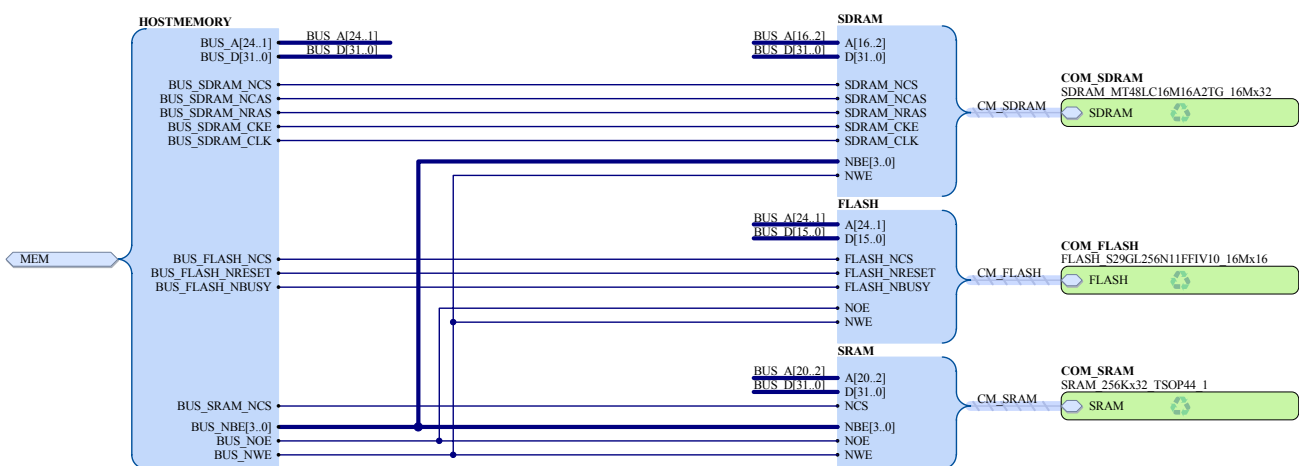 HOSTMEMORY
BUS_A[24..1]
BUS_D[31..0]
BUS_A[24..1]
BUS_D[31..0]
BUS_SDRAM_NCS
BUS_SDRAM_NCAS
BUS_SDRAM_NRAS
BUS_SDRAM_CKE
BUS_SDRAM_CLK
MEM
BUS_FLASH_NCS
BUS_FLASH_NRESET
BUS_FLASH_NBUSY
BUS_SRAM_NCS
BUS_NBE[3..0]
BUS_NOE
BUS_NWE
SDRAM
BUS_A[16..2]
BUS_D[31..0]
A[16..2]
D[31..0]
SDRAM_NCS
SDRAM_NCAS
SDRAM_NRAS
SDRAM_CKE
SDRAM_CLK
NBE[3..0]
NWE
CM_SDRAM
COM_SDRAM
SDRAM_MT48LC16M16A2TG_16Mx32
SDRAM
FLASH
BUS_A[24..1]
BUS_D[15..0]
A[24..1]
D[15..0]
FLASH_NCS
FLASH_NRESET
FLASH_NBUSY
NOE
NWE
CM_FLASH
COM_FLASH
FLASH_S29GL256N11FFIV10_16Mx16
FLASH
SRAM
BUS_A[20..2]
BUS_D[31..0]
A[20..2]
D[31..0]
NCS
NBE[3..0]
NOE
NWE
CM_SRAM
COM_SRAM
SRAM_256Kx32_TSOP44_1
SRAM